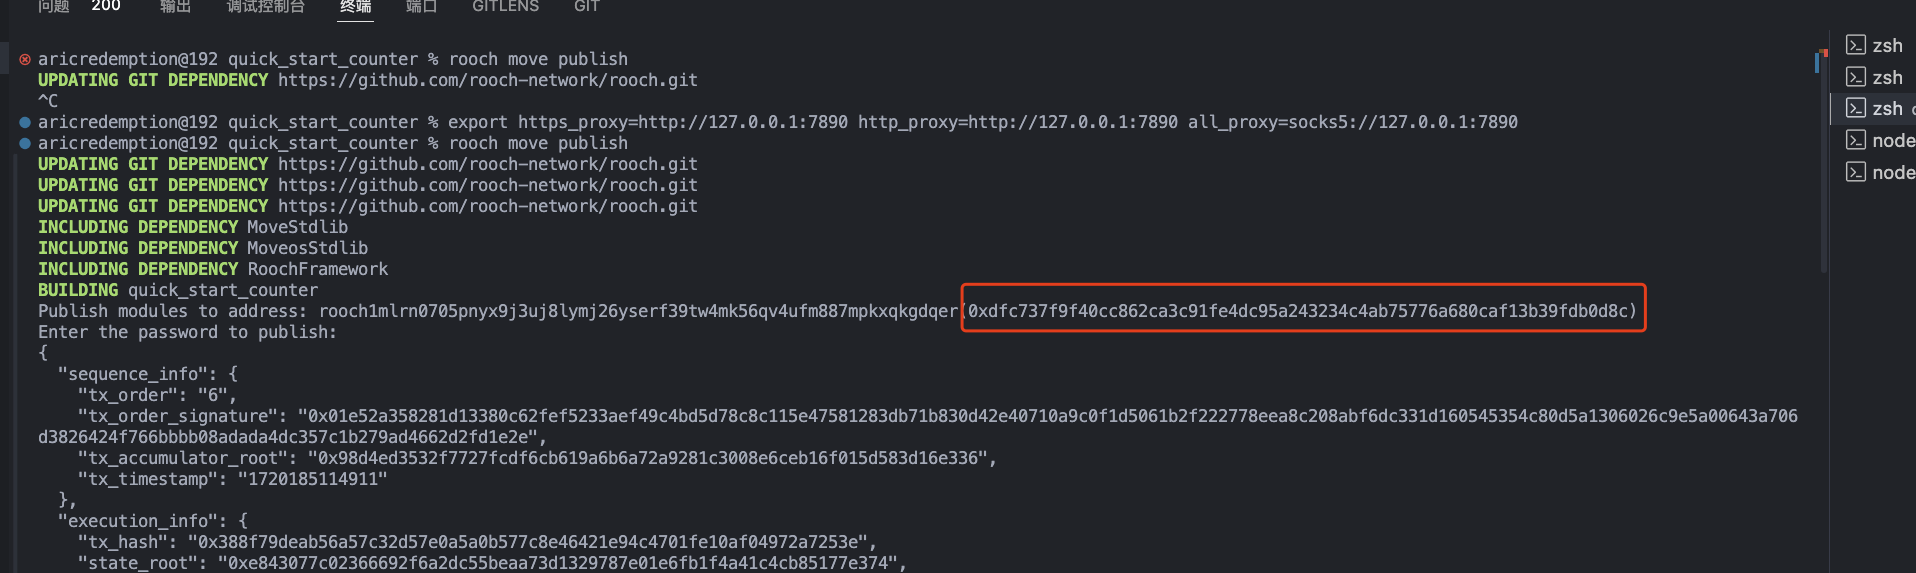 问题 200 输出 调试控制台 终端 端口 GITLENS GIT
aricredemption@192 quick_start_counter % rooch move publish
UPDATING GIT DEPENDENCY https://github.com/rooch-network/rooch.git
^C
aricredemption@192 quick_start_counter % export https_proxy=http://127.0.0.1:7890 http_proxy=http://127.0.0.1:7890 all_proxy=socks5://127.0.0.1:7890
aricredemption@192 quick_start_counter % rooch move publish
UPDATING GIT DEPENDENCY https://github.com/rooch-network/rooch.git
UPDATING GIT DEPENDENCY https://github.com/rooch-network/rooch.git
UPDATING GIT DEPENDENCY https://github.com/rooch-network/rooch.git
INCLUDING DEPENDENCY MoveStdlib
INCLUDING DEPENDENCY MoveosStdlib
INCLUDING DEPENDENCY RoochFramework
BUILDING quick_start_counter
Publish modules to address: rooch1mlrn0705pnyx9j3uj8lymj26yserf39tw4mk56qv4ufm887mpkxqkgdqer(0xdfc737f9f40cc862ca3c91fe4dc95a243234c4ab75776a680caf13b39fdb0d8c)
Enter the password to publish:
{
"sequence_info": {
"tx_order": "6",
"tx_order_signature": "0x01e52a358281d13380c62fef5233aef49c4bd5d78c8c115e47581283db71b830d42e40710a9c0f1d5061b2f222778eea8c208abf6dc331d160545354c80d5a1306026c9e5a00643a706
d3826424f766bbbb08adada4dc357c1b279ad4662d2fd1e2e",
"tx_accumulator_root": "0x98d4ed3532f7727fcdf6cb619a6b6a72a9281c3008e6ceb16f015d583d16e336",
"tx_timestamp": "1720185114911"
},
"execution_info": {
"tx_hash": "0x388f79deab56a57c32d57e0a5a0b577c8e46421e94c4701fe10af04972a7253e",
"state_root": "0xe843077c02366692f6a2dc55beaa73d1329787e01e6fb1f4a41c4cb85177e374",
zsh
zsh
zsh
node
node